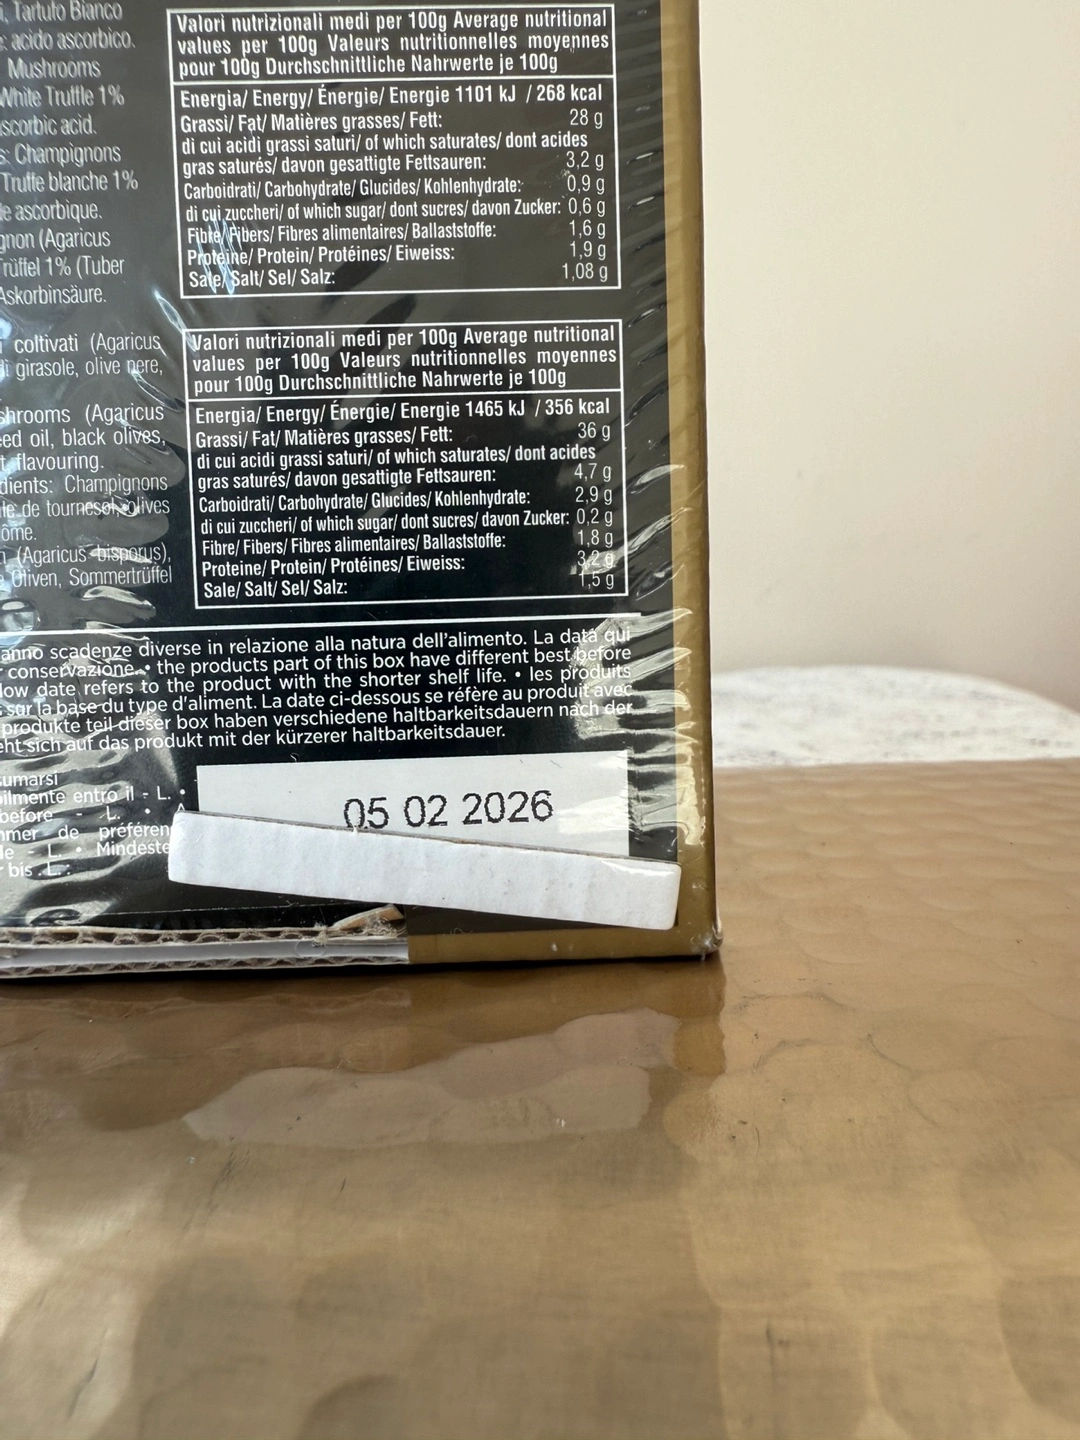 Tartufo Bianco
acido ascorbico.
Mushrooms
White Truffle 1%
ascorbic acid.
Champignons
Truffe blanche 1%
ascorbique.
(Agaricus
1% (Tuber
Askorbinsäure.
Valori nutrizionali medi per 100g Average nutritional
values per 100g Valeurs nutritionnelles moyennes
pour 100g Durchschnittliche Nahrwerte je 100g
Energia/ Energy/ Énergie/ Energie 1101 kJ / 268 kcal
Grassi/ Fat/ Matières grasses/ Fett: 28 g
di cui acidi grassi saturi/ of which saturates/ dont acides
gras saturés/ davon gesattigte Fettsauren: 3,2 g
Carboidrati/ Carbohydrate/ Glucides/ Kohlenhydrate: 0,9 g
di cui zuccheri/ of which sugar/ dont sucres/ davon Zucker: 0,6 g
Fibre/ Fibers/ Fibres alimentaires/ Ballaststoffe: 1,6 g
Proteine/ Protein/ Protéines/ Eiweiss: 1,9 g
Sale/ Salt/ Sel/ Salz: 1,08 g
coltivati (Agaricus
girasole, olive nere,
(Agaricus
oil, black olives,
flavouring.
Champignons
de tournesol, olives
(Agaricus bisporus),
Oliven, Sommertrüffel
Valori nutrizionali medi per 100g Average nutritional
values per 100g Valeurs nutritionnelles moyennes
pour 100g Durchschnittliche Nahrwerte je 100g
Energia/ Energy/ Énergie/ Energie 1465 kJ / 356 kcal
Grassi/ Fat/ Matières grasses/ Fett: 36 g
di cui acidi grassi saturi/ of which saturates/ dont acides
gras saturés/ davon gesattigte Fettsauren: 4,7 g
Carboidrati/ Carbohydrate/ Glucides/ Kohlenhydrate: 2,9 g
di cui zuccheri/ of which sugar/ dont sucres/ davon Zucker: 0,2 g
Fibre/ Fibers/ Fibres alimentaires/ Ballaststoffe: 1,8 g
Proteine/ Protein/ Protéines/ Eiweiss: 3,2 g
Sale/ Salt/ Sel/ Salz: 1,5 g
scadenze diverse in relazione alla natura dell'alimento. La data qui
conservazione. • the products part of this box have different best before
date refers to the product with the shorter shelf life. • les produits
sur la base du type d'aliment. La date ci-dessous se réfère au produit avec
produkte teil dieser box haben verschiedene haltbarkeitsdauern nach der
sich auf das produkt mit der kürzerer haltbarkeitsdauer.
entro il - L. •
before - L. •
de
- L. •
bis L.:
05 02 2026